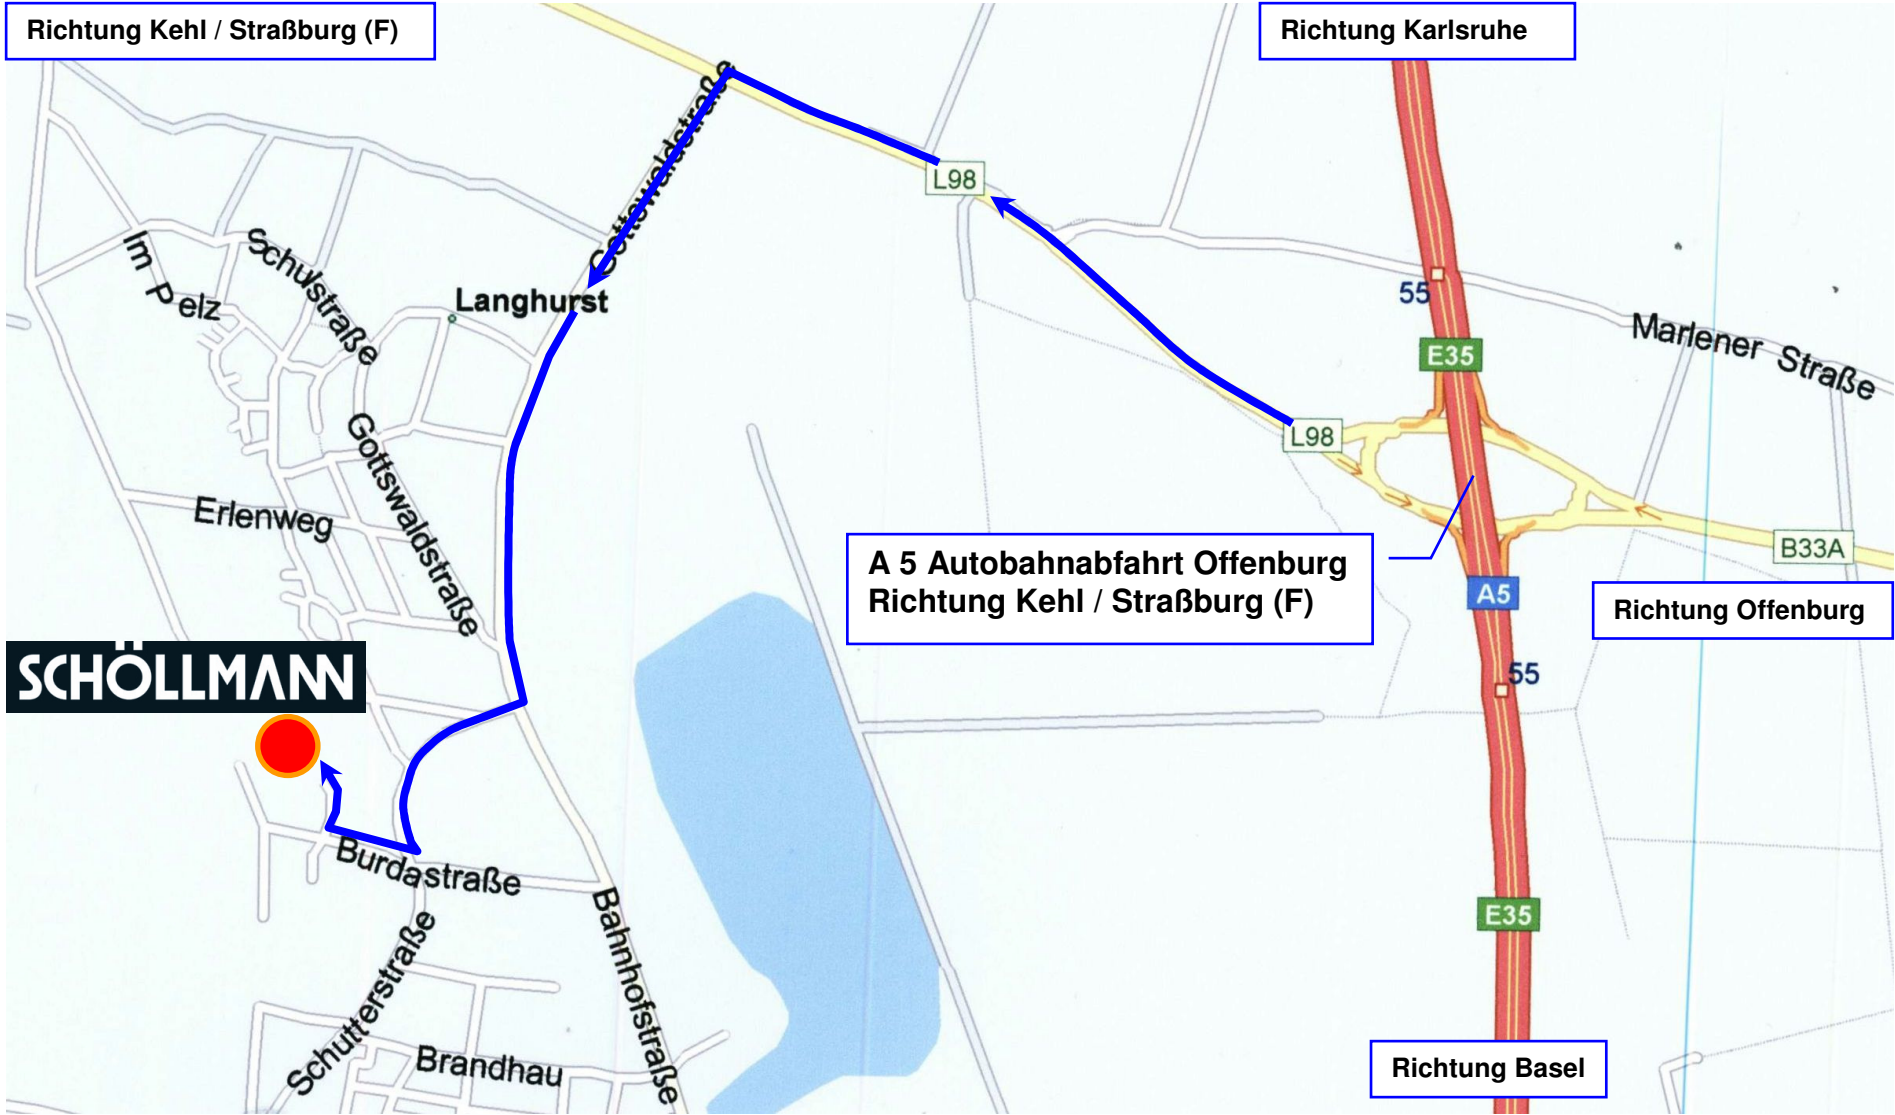 Richtung Kehl / Straßburg (F)
Richtung Karlsruhe
Gottswaldstraße
L98
Im Pelz
Schulstraße
Langhurst
55
Marlener Straße
E35
L98
Gottswaldstraße
Erlenweg
B33A
A 5 Autobahnabfahrt Offenburg
Richtung Kehl / Straßburg (F)
A5
Richtung Offenburg
SCHÖLLMANN
55
Burdastraße
Bahnhofstraße
E35
Schutterstraße
Brandhau
Richtung Basel